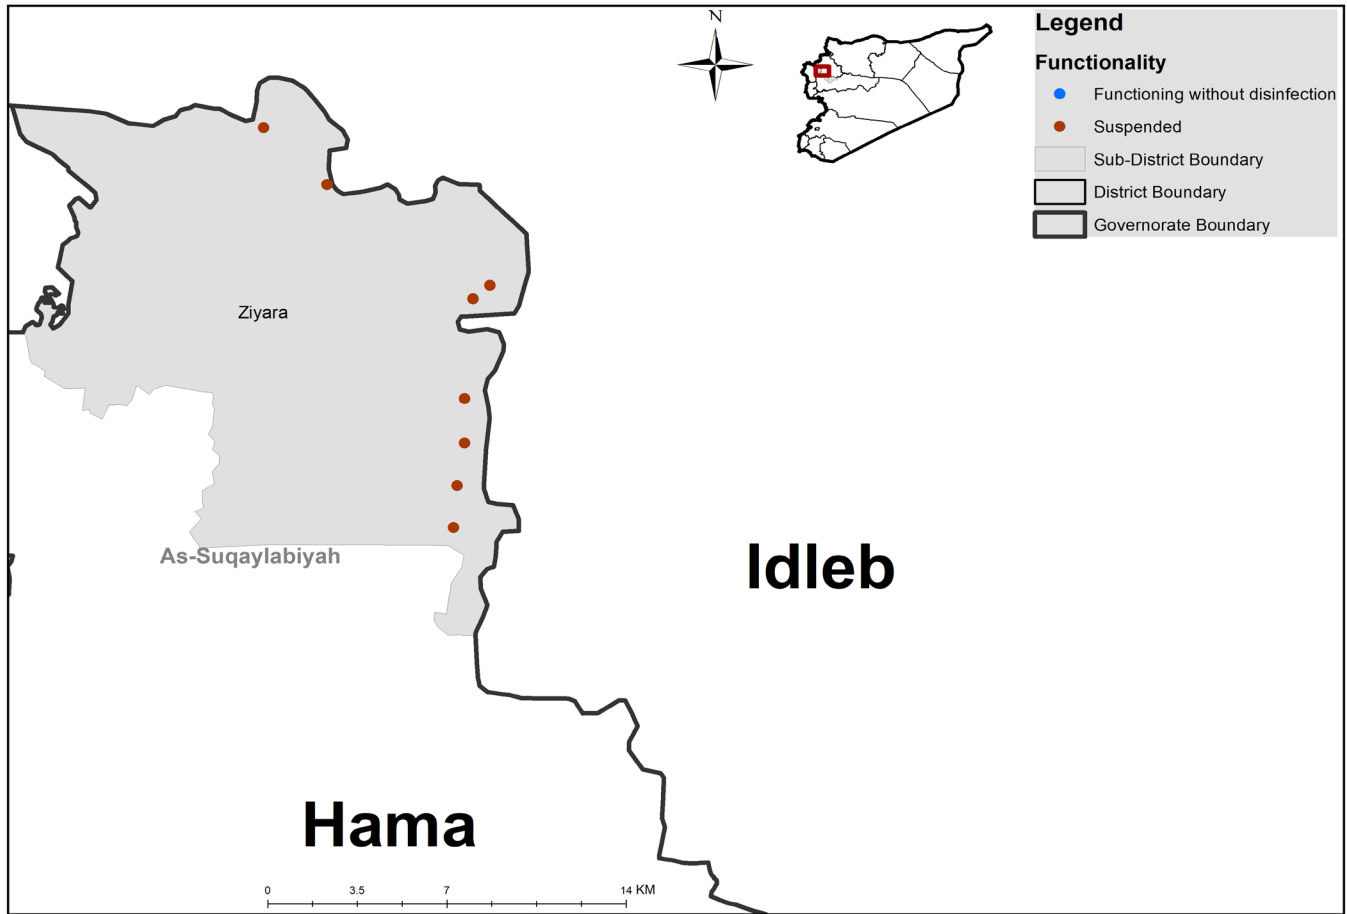 N
Legend
Functionality
Functioning without disinfection
Suspended
Sub-District Boundary
District Boundary
Governorate Boundary
Ziyara
As-Suqaylabiyah
Idleb
Hama
0 3.5 7 14 KM